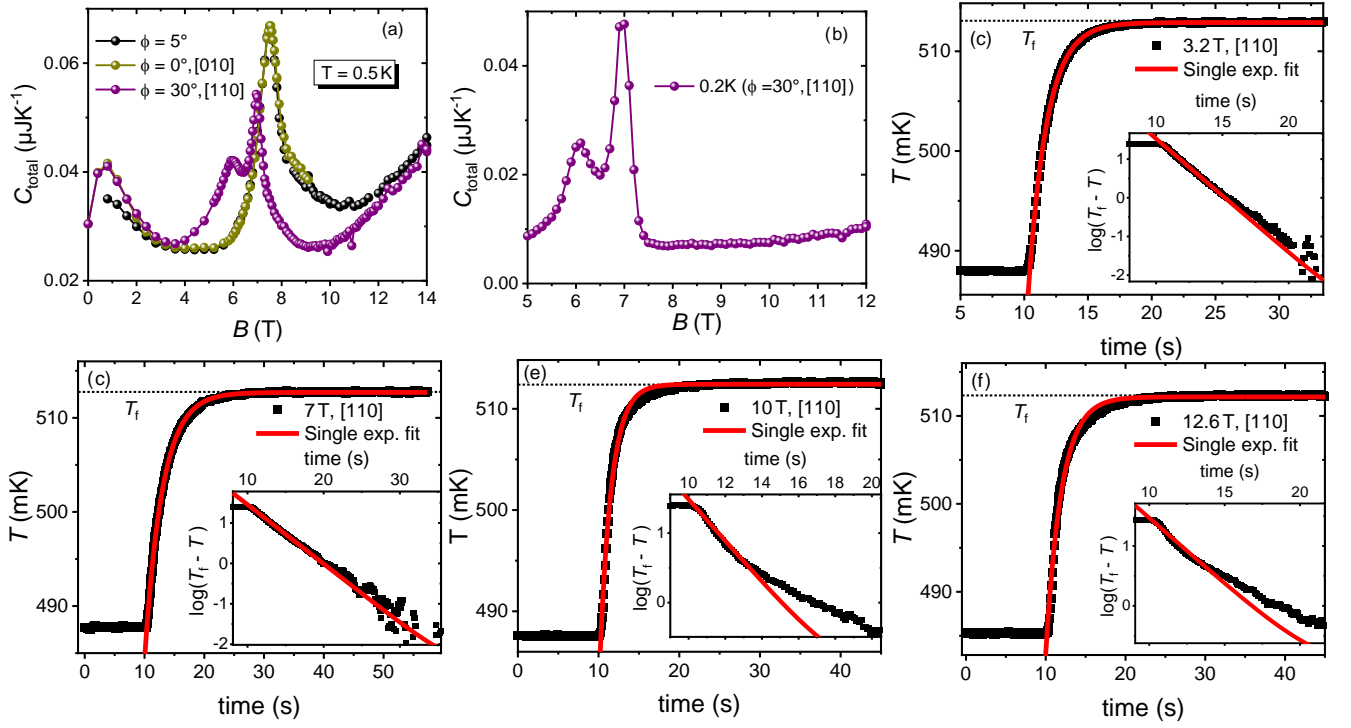 (a)
ϕ = 5°
ϕ = 0°, [010]
ϕ = 30°, [110]
T = 0.5 K
C_total (µJK⁻¹)
0.06
0.04
0.02
0 2 4 6 8 10 12 14
B (T)
(b)
0.2K (ϕ =30°, [110])
C_total (µJK⁻¹)
0.04
0.02
0.00
5 6 7 8 9 10 11 12
B (T)
(c)
T_f
3.2 T, [110]
Single exp. fit
time (s)
10 15 20
log(T_f - T)
1
0
-1
-2
T (mK)
510
500
490
5 10 15 20 25 30
time (s)
(c)
T_f
7 T, [110]
Single exp. fit
time (s)
10 20 30
log(T_f - T)
1
0
-1
-2
T (mK)
510
500
490
0 10 20 30 40 50 60
time (s)
(e)
T_f
10 T, [110]
Single exp. fit
time (s)
10 12 14 16 18 20
log(T_f - T)
1
0
T (mK)
510
500
490
0 10 20 30 40
time (s)
(f)
T_f
12.6 T, [110]
Single exp. fit
time (s)
10 15 20
log(T_f - T)
1
0
T (mK)
510
500
490
0 10 20 30 40
time (s)